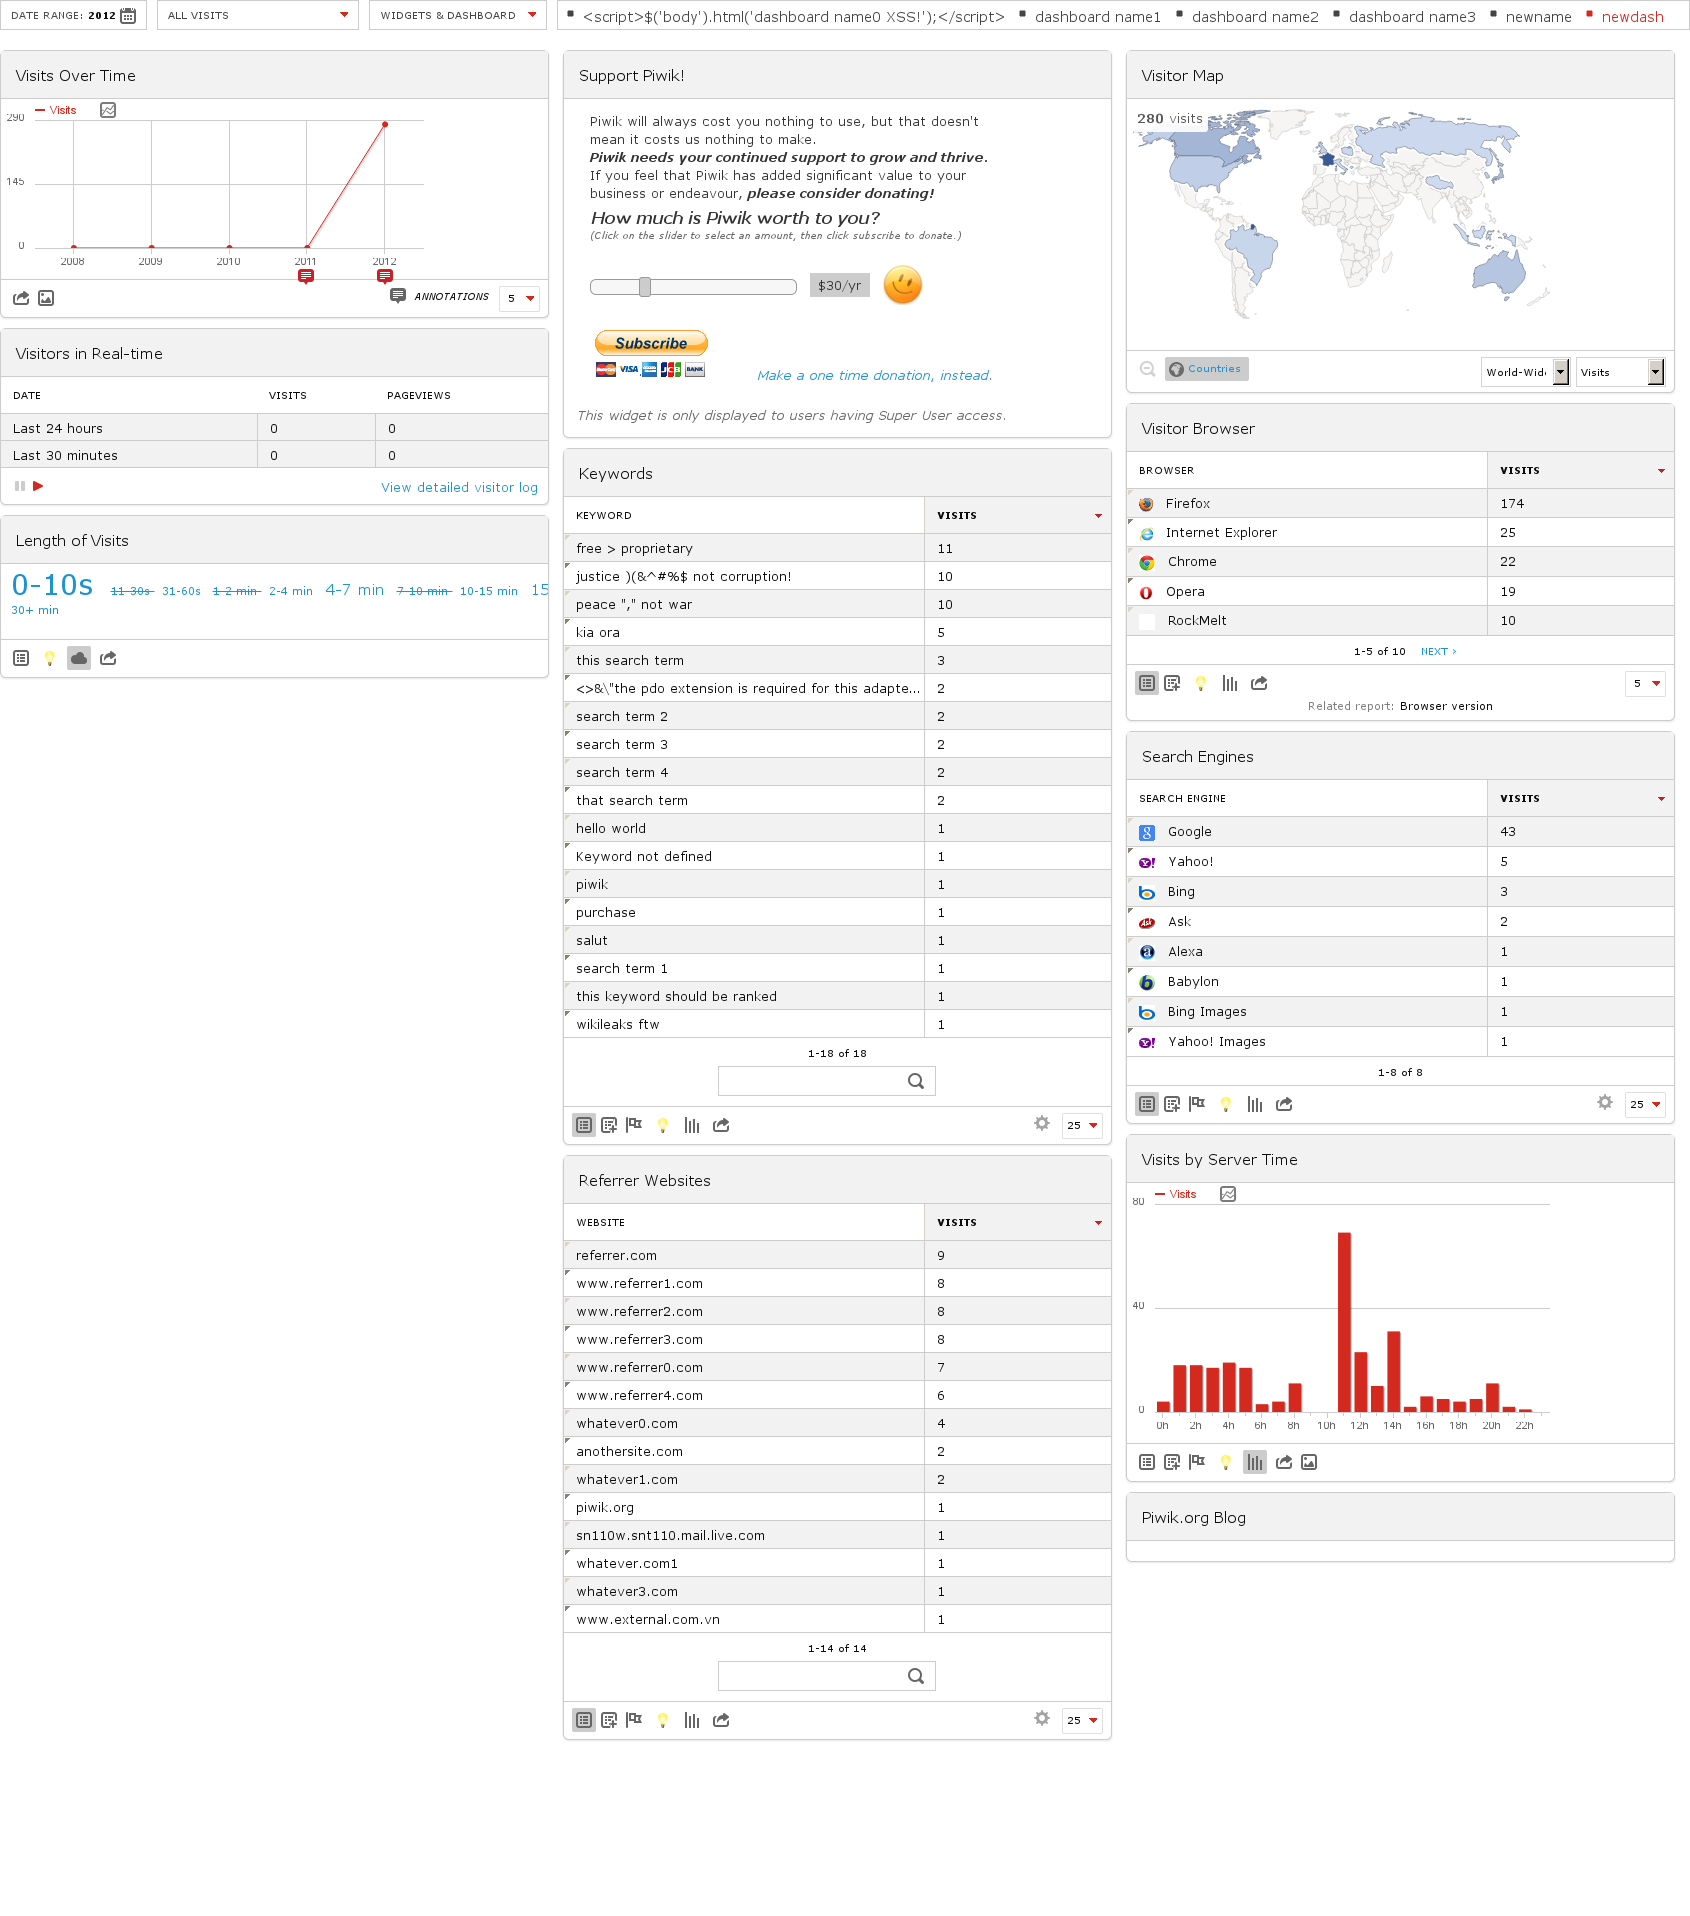 DATE RANGE: 2012
ALL VISITS
WIDGETS & DASHBOARD
<script>$('body').html('dashboard name0 XSS!');</script>
dashboard name1
dashboard name2
dashboard name3
newname
newdash
Visits Over Time
Visits
290
145
0
2008 2009 2010 2011 2012
ANNOTATIONS 5
Visitors in Real-time
DATE VISITS PAGEVIEWS
Last 24 hours 0 0
Last 30 minutes 0 0
View detailed visitor log
Length of Visits
0-10s 11-30s 31-60s 1-2 min 2-4 min 4-7 min 7-10 min 10-15 min 15
30+ min
Support Piwik!
Piwik will always cost you nothing to use, but that doesn't
mean it costs us nothing to make.
Piwik needs your continued support to grow and thrive.
If you feel that Piwik has added significant value to your
business or endeavour, please consider donating!
How much is Piwik worth to you?
(Click on the slider to select an amount, then click subscribe to donate.)
$30/yr
Subscribe
MasterCard VISA JCB BANK
Make a one time donation, instead.
This widget is only displayed to users having Super User access.
Keywords
KEYWORD VISITS
free > proprietary 11
justice )(&^#%$ not corruption! 10
peace "," not war 10
kia ora 5
this search term 3
<>&\"the pdo extension is required for this adapte... 2
search term 2 2
search term 3 2
search term 4 2
that search term 2
hello world 1
Keyword not defined 1
piwik 1
purchase 1
salut 1
search term 1 1
this keyword should be ranked 1
wikileaks ftw 1
1-18 of 18
25
Referrer Websites
WEBSITE VISITS
referrer.com 9
www.referrer1.com 8
www.referrer2.com 8
www.referrer3.com 8
www.referrer0.com 7
www.referrer4.com 6
whatever0.com 4
anothersite.com 2
whatever1.com 2
piwik.org 1
sn110w.snt110.mail.live.com 1
whatever.com1 1
whatever3.com 1
www.external.com.vn 1
1-14 of 14
25
Visitor Map
280 visits
Countries
World-Wid
Visits
Visitor Browser
BROWSER VISITS
Firefox 174
Internet Explorer 25
Chrome 22
Opera 19
RockMelt 10
1-5 of 10 NEXT ›
5
Related report: Browser version
Search Engines
SEARCH ENGINE VISITS
Google 43
Yahoo! 5
Bing 3
Ask 2
Alexa 1
Babylon 1
Bing Images 1
Yahoo! Images 1
1-8 of 8
25
Visits by Server Time
Visits
80
40
0
0h 2h 4h 6h 8h 10h 12h 14h 16h 18h 20h 22h
Piwik.org Blog